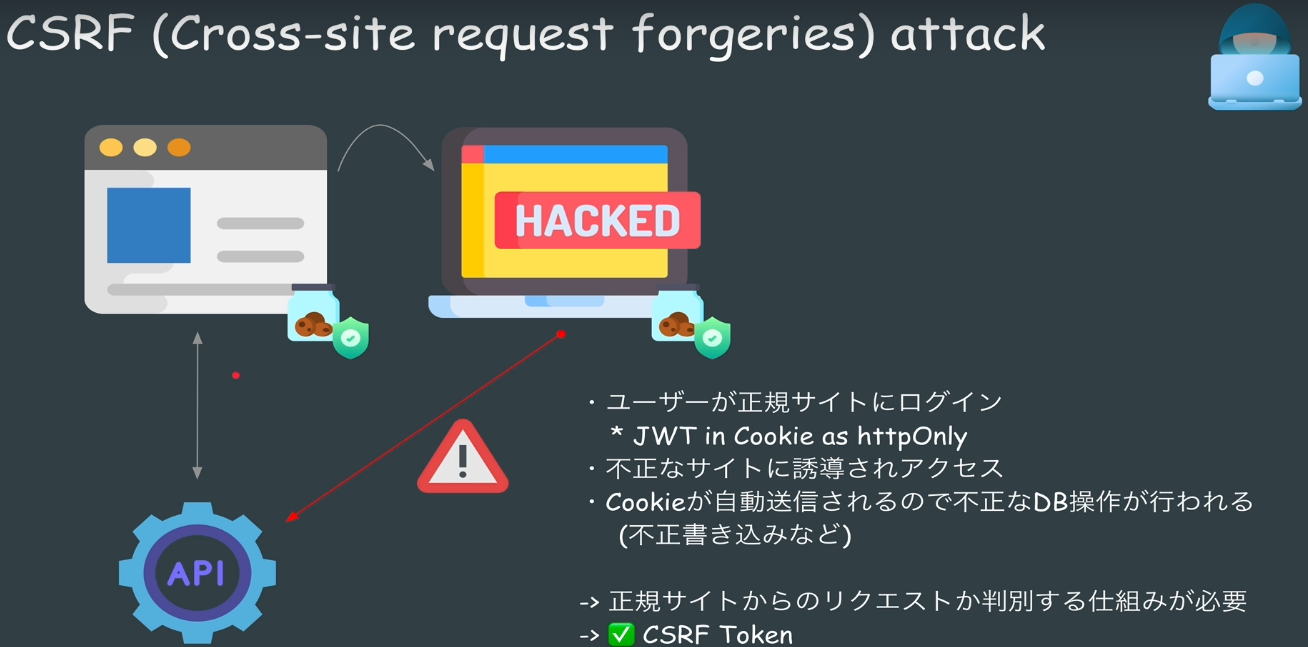 CSRF (Cross-site request forgeries) attack
HACKED
・ユーザーが正規サイトにログイン
* JWT in Cookie as httpOnly
・不正なサイトに誘導されアクセス
・Cookieが自動送信されるので不正なDB操作が行われる
(不正書き込みなど)
API
-> 正規サイトからのリクエストか判別する仕組みが必要
-> ✅ CSRF Token